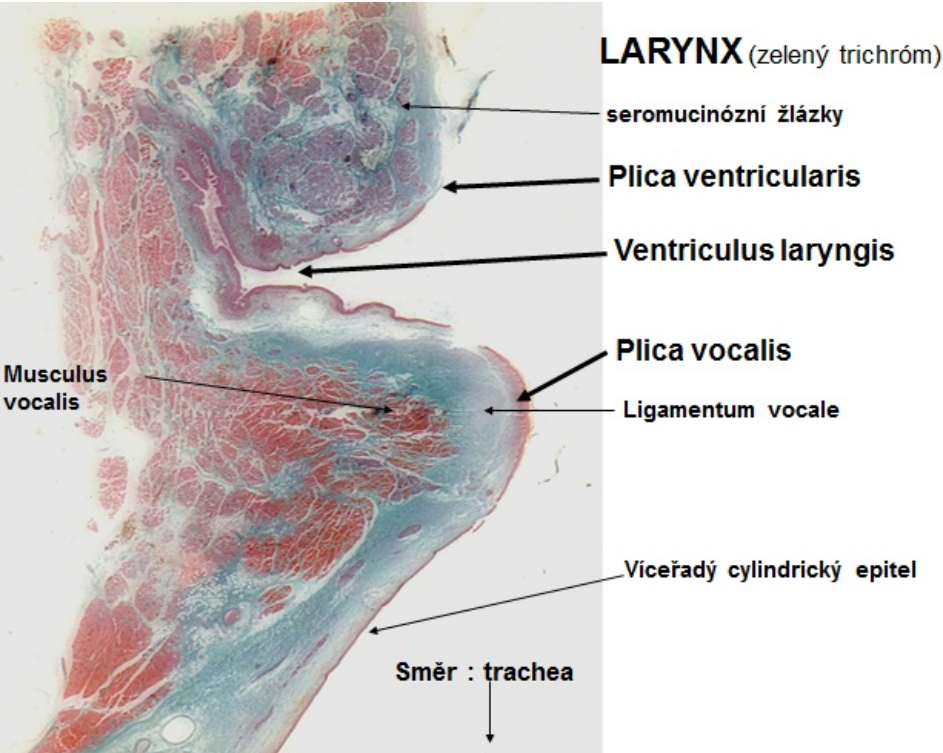 LARYNX (zelený trichróm)
seromucinózní žlázky
Plica ventricularis
Ventriculus laryngis
Plica vocalis
Musculus
vocalis
Ligamentum vocale
Víceřadý cylindrický epitel
Směr : trachea